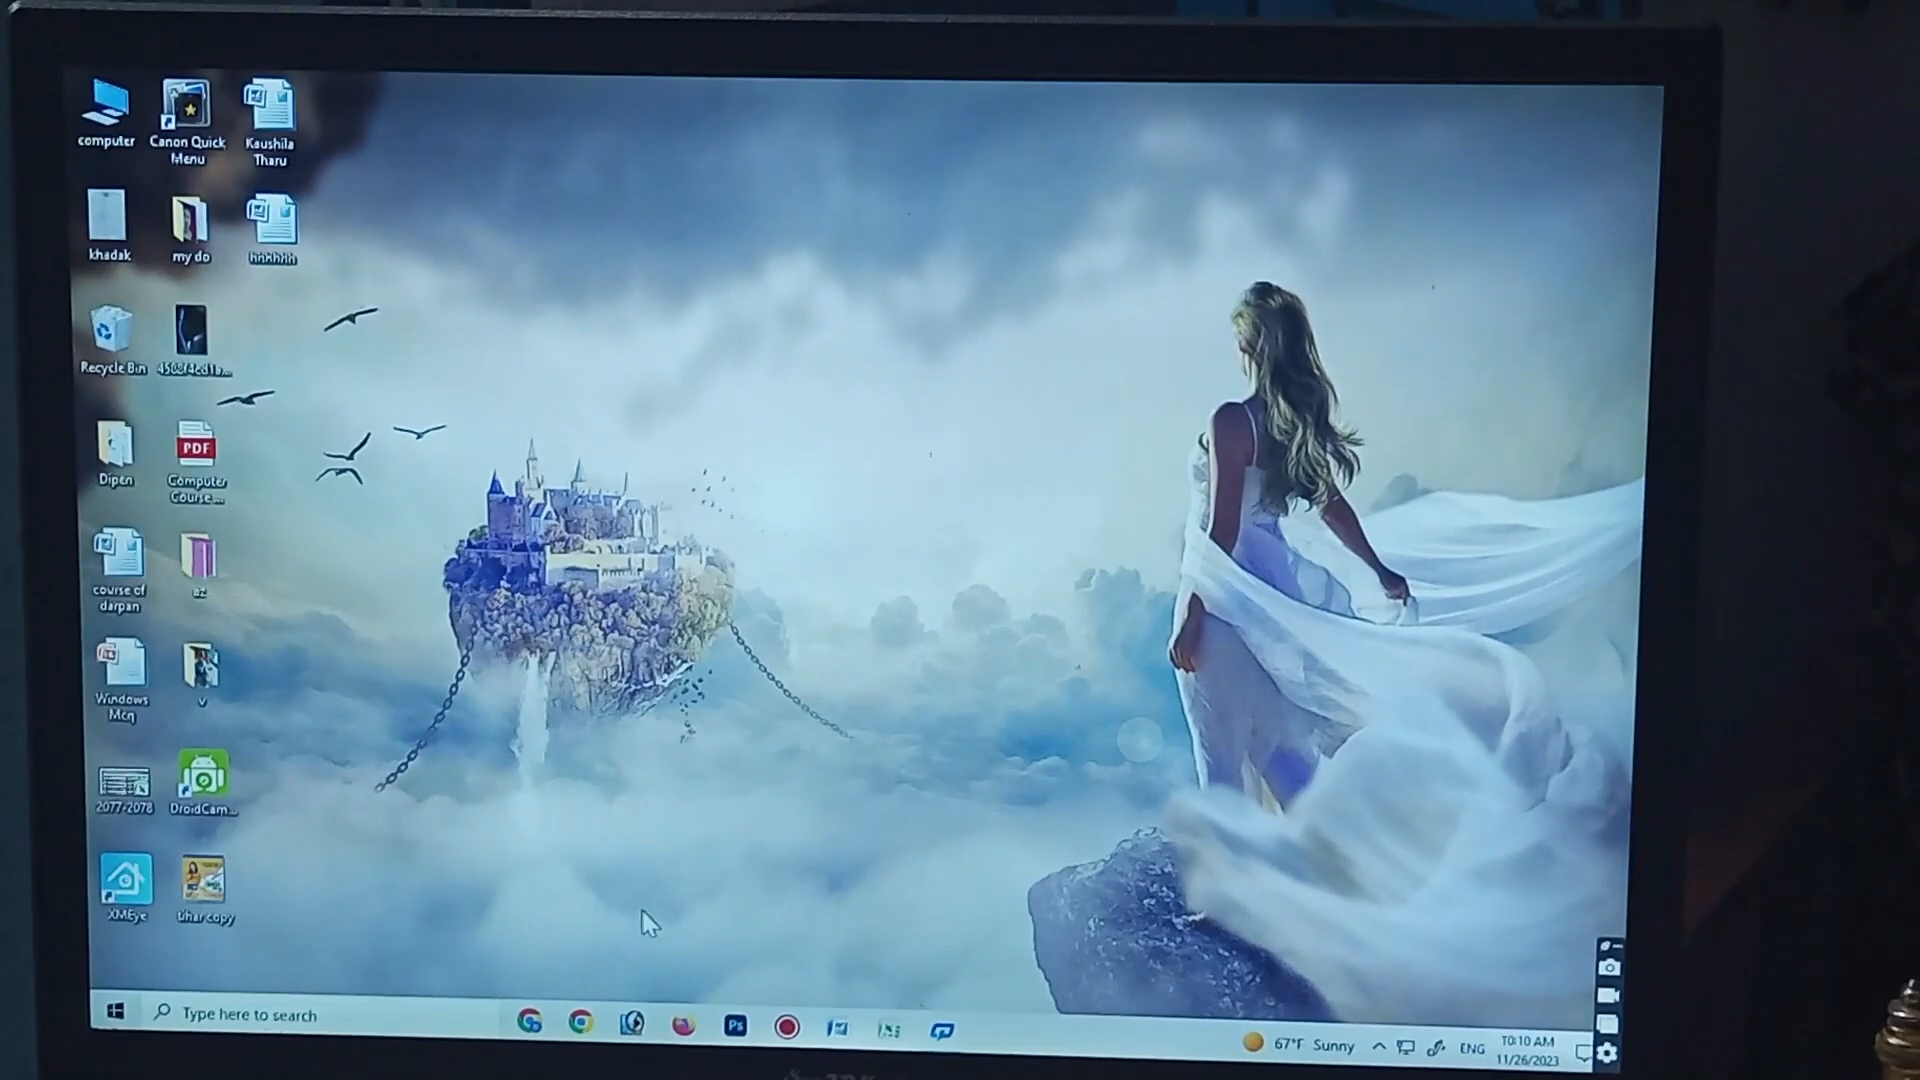 computer
Canon Quick
Menu
Kaushila
Tharu
khadak
my do
hhhhhh
Recycle Bin
Dipen
PDF
Computer
Course ...
course of
darpan
az
Windows
Mcq
v
2077-2078
DroidCam...
XMEye
tihar copy
Type here to search
Ps
67°F Sunny
ENG
10:10 AM
11/26/2023